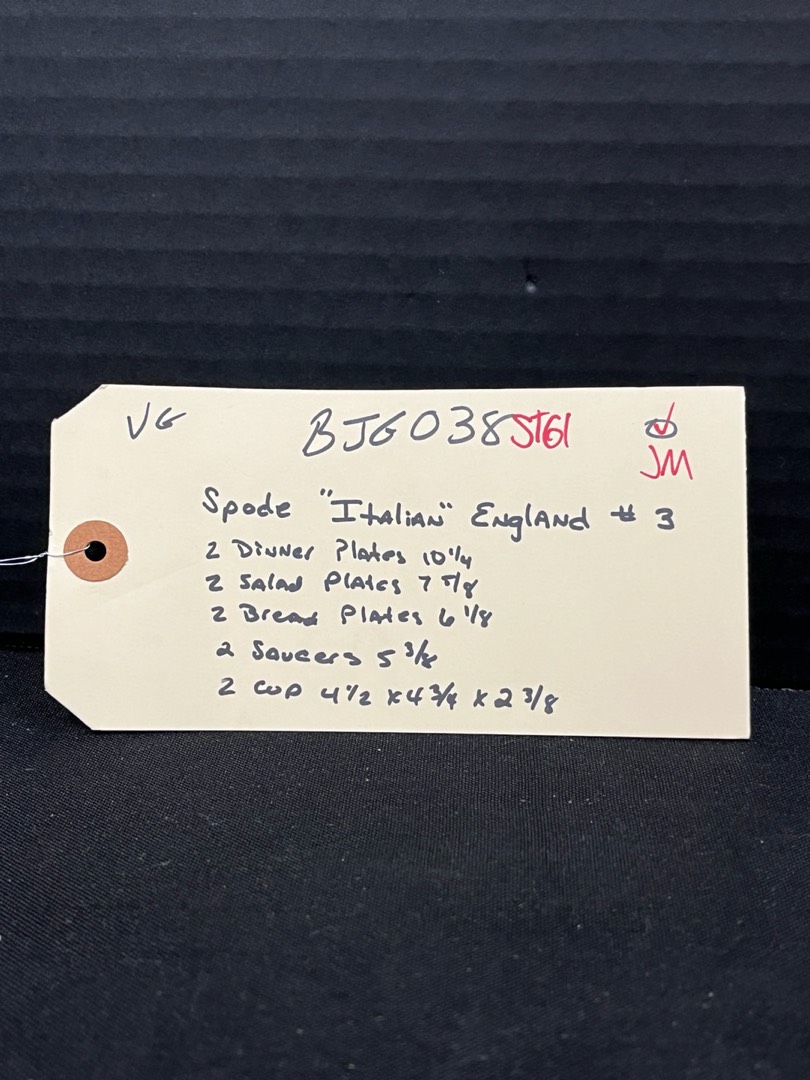 VG BJG038 STG1
JM
Spode "Italian" England # 3
2 Dinner Plates 10 1/4
2 Salad Plates 7 5/8
2 Bread Plates 6 1/8
2 Saucers 5 3/8
2 cup 4 1/2 x 4 3/4 x 2 3/8